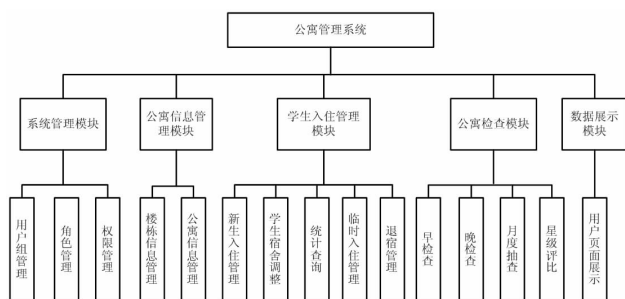 公寓管理系统
系统管理模块
公寓信息管
理模块
学生入住管理
模块
公寓检查模块
数据展示
模块
用户组管理
角色管理
权限管理
楼栋信息管理
公寓信息管理
新生入住管理
学生宿舍调整
统计查询
临时入住管理
退宿管理
早检查
晚检查
月度抽查
星级评比
用户页面展示